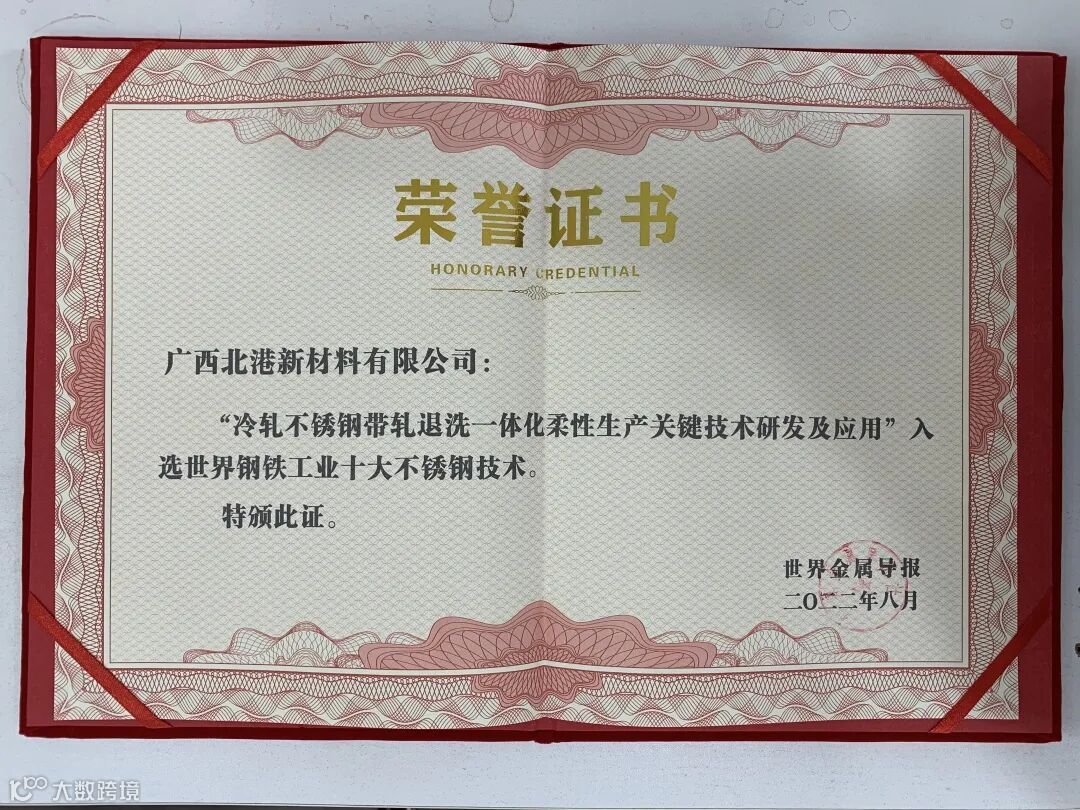 荣誉证书
HONORARY CREDENTIAL
广西北港新材料有限公司：
“冷轧不锈钢带轧退洗一体化柔性生产关键技术研发及应用”入
选世界钢铁工业十大不锈钢技术。
特颁此证。
世界金属导报
二〇二二年八月
大数跨境